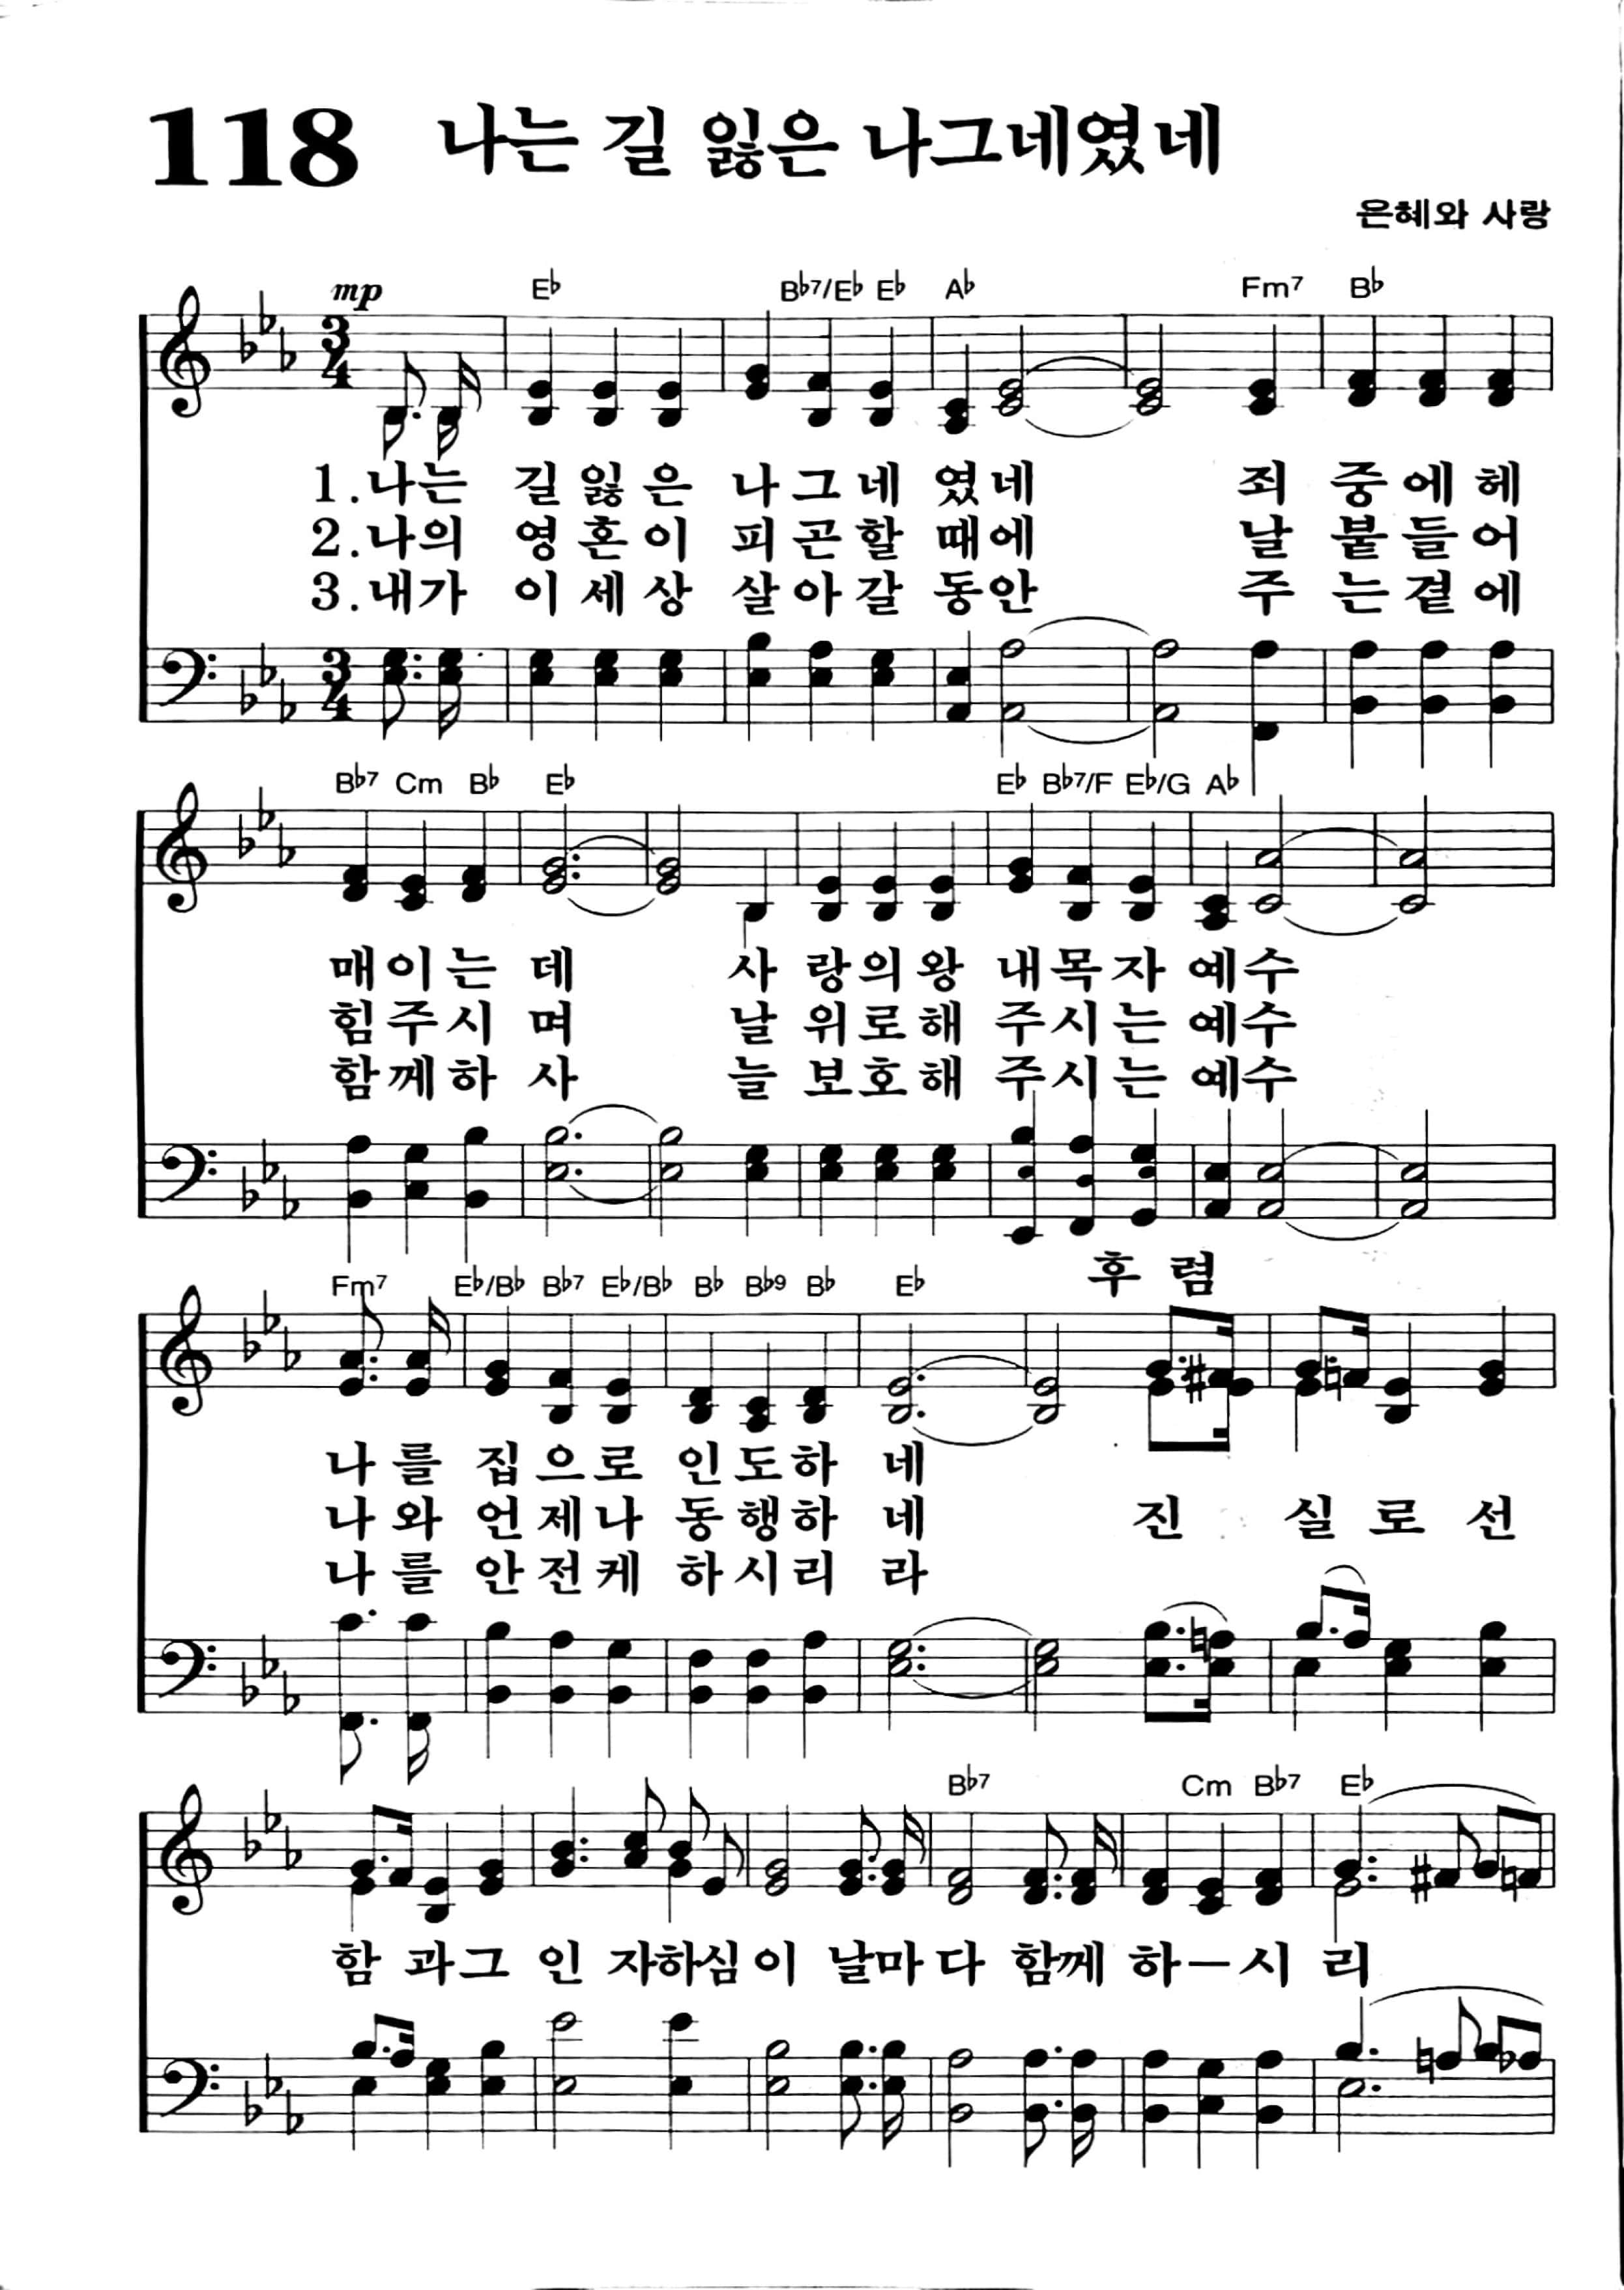 118 나는 길 잃은 나그네였네
은혜와 사랑
mp E♭ B♭7/E♭ E♭ A♭ Fm7 B♭
3/4
1.나는 길 잃 은 나 그 네 였네 죄 중 에 헤
2.나의 영 혼 이 피 곤 할 때에 날 붙 들 어
3.내가 이 세 상 살 아 갈 동안 주 는 곁 에
3/4
B♭7 Cm B♭ E♭ E♭ B♭7/F E♭/G A♭
매 이 는 데 사 랑의 왕 내목 자 예수
힘 주 시 며 날 위로 해 주시 는 예수
함 께 하 사 늘 보호 해 주시 는 예수
후 렴
Fm7 E♭/B♭ B♭7 E♭/B♭ B♭ B♭9 B♭ E♭
나 를 집 으 로 인 도 하 네
나 와 언 제 나 동 행 하 네 진 실 로 선
나 를 안 전 케 하 시 리 라
B♭7 Cm B♭7 E♭
함 과그 인 자하심 이 날마 다 함께 하ー시 리